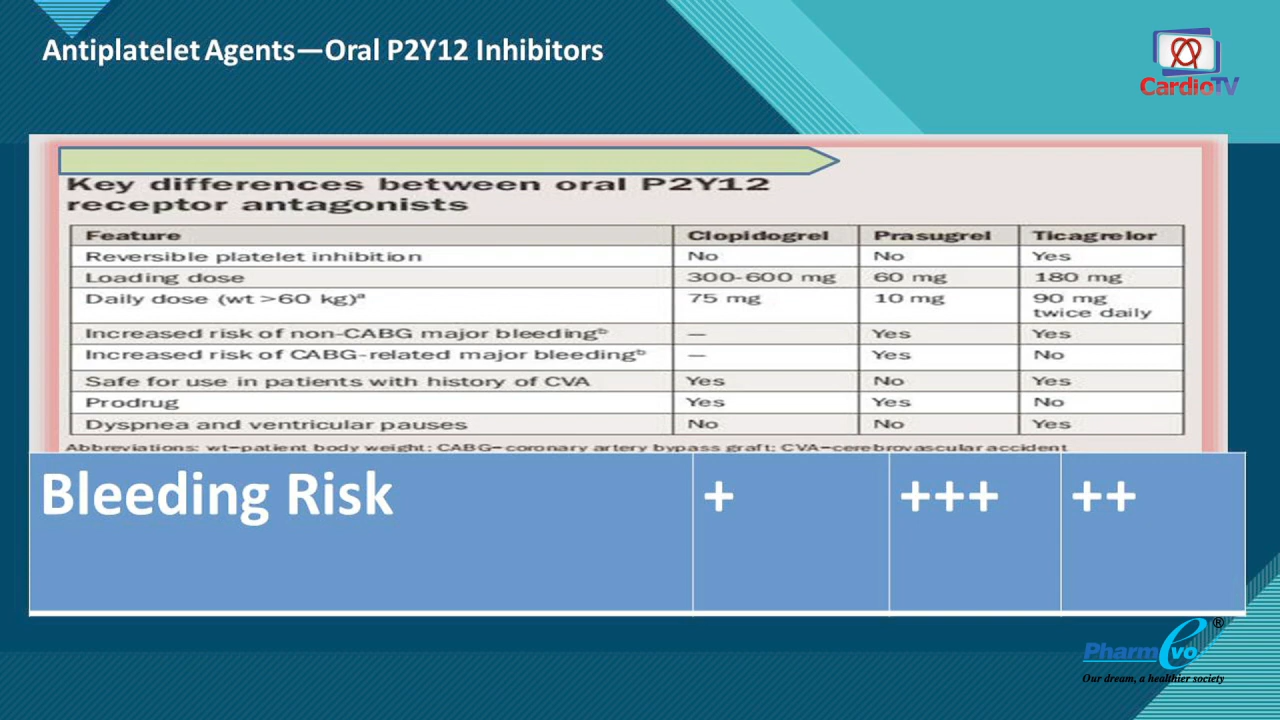 Antiplatelet Agents—Oral P2Y12 Inhibitors
CardioTV
Key differences between oral P2Y12
receptor antagonists
Feature Clopidogrel Prasugrel Ticagrelor
Reversible platelet inhibition No No Yes
Loading dose 300-600 mg 60 mg 180 mg
Daily dose (wt >60 kg)ª 75 mg 10 mg 90 mg
twice daily
Increased risk of non-CABG major bleedingᵇ — Yes Yes
Increased risk of CABG-related major bleedingᵇ — Yes No
Safe for use in patients with history of CVA Yes No Yes
Prodrug Yes Yes No
Dyspnea and ventricular pauses No No Yes
Abbreviations: wt=patient body weight; CABG=coronary artery bypass graft; CVA=cerebrovascular accident
Bleeding Risk + +++ ++
PharmEvo ®
Our dream, a healthier society